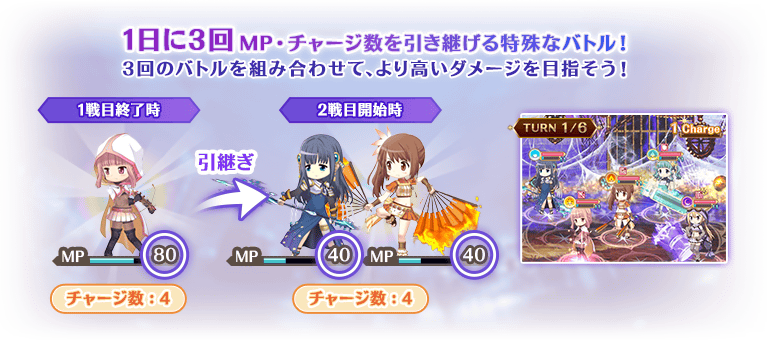 1日に3回 MP・チャージ数を引き継げる特殊なバトル！
3回のバトルを組み合わせて、より高いダメージを目指そう！
1戦目終了時
2戦目開始時
引継ぎ
MP 80
MP 40
MP 40
チャージ数：4
チャージ数：4
TURN 1/6
1 Charge